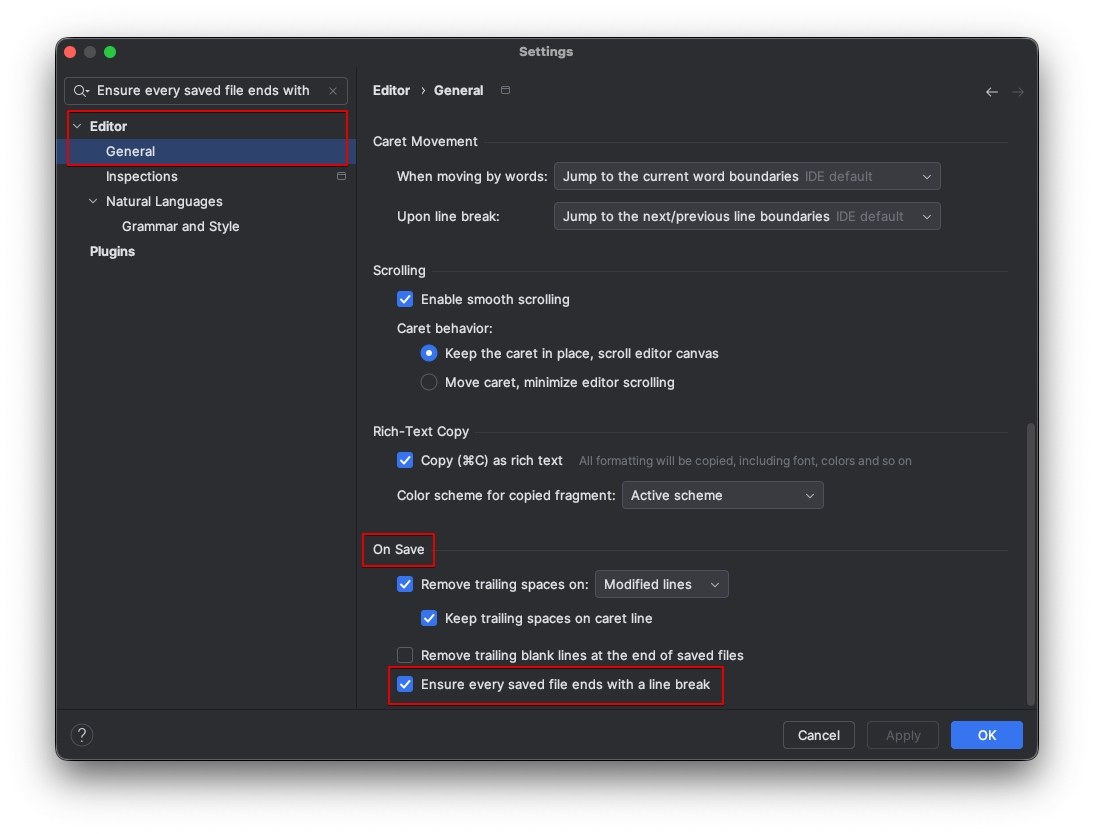 Settings
Ensure every saved file ends with
Editor
General
Inspections
Natural Languages
Grammar and Style
Plugins
Editor › General
Caret Movement
When moving by words: Jump to the current word boundaries IDE default
Upon line break: Jump to the next/previous line boundaries IDE default
Scrolling
Enable smooth scrolling
Caret behavior:
Keep the caret in place, scroll editor canvas
Move caret, minimize editor scrolling
Rich-Text Copy
Copy (⌘C) as rich text All formatting will be copied, including font, colors and so on
Color scheme for copied fragment: Active scheme
On Save
Remove trailing spaces on: Modified lines
Keep trailing spaces on caret line
Remove trailing blank lines at the end of saved files
Ensure every saved file ends with a line break
? Cancel Apply OK